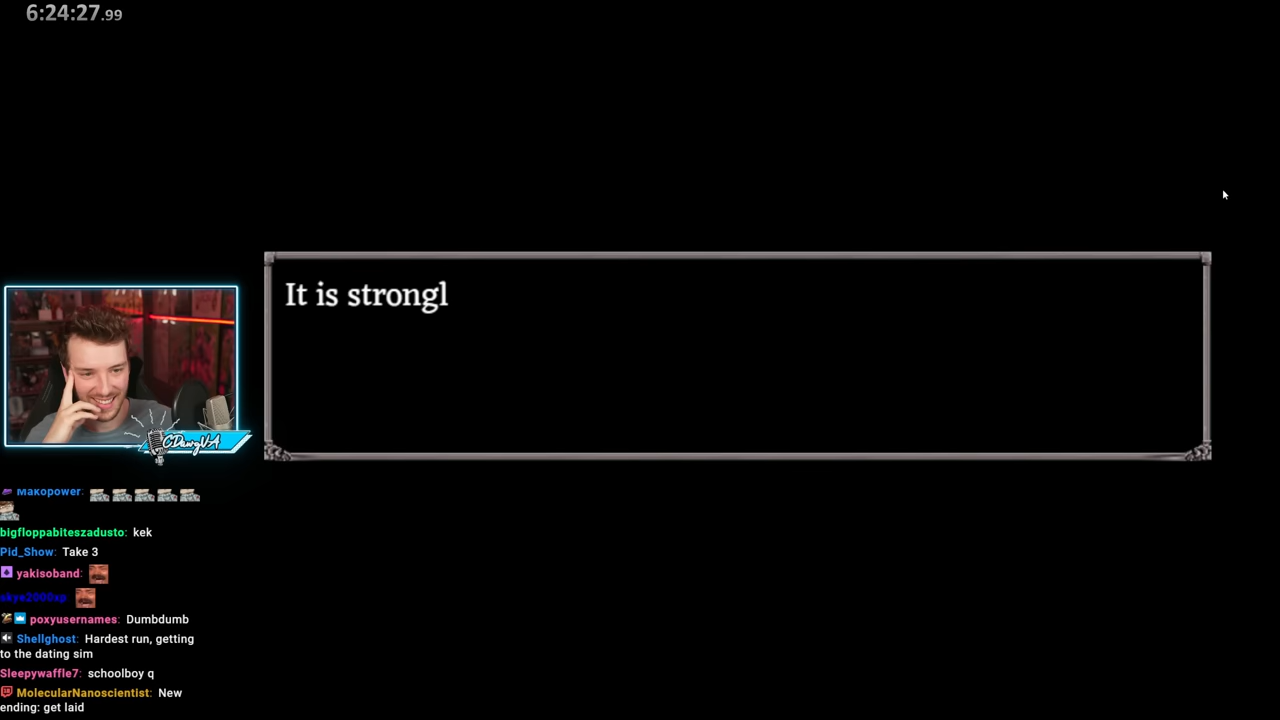 6:24:27.99
It is strongl
CDawgVA
Makopower:
bigfloppabiteszadusto: kek
Pid_Show: Take 3
yakisoband:
skye2000xp:
poxyusernames: Dumbdumb
Shellghost: Hardest run, getting
to the dating sim
Sleepywaffle7: schoolboy q
MolecularNanoscientist: New
ending: get laid